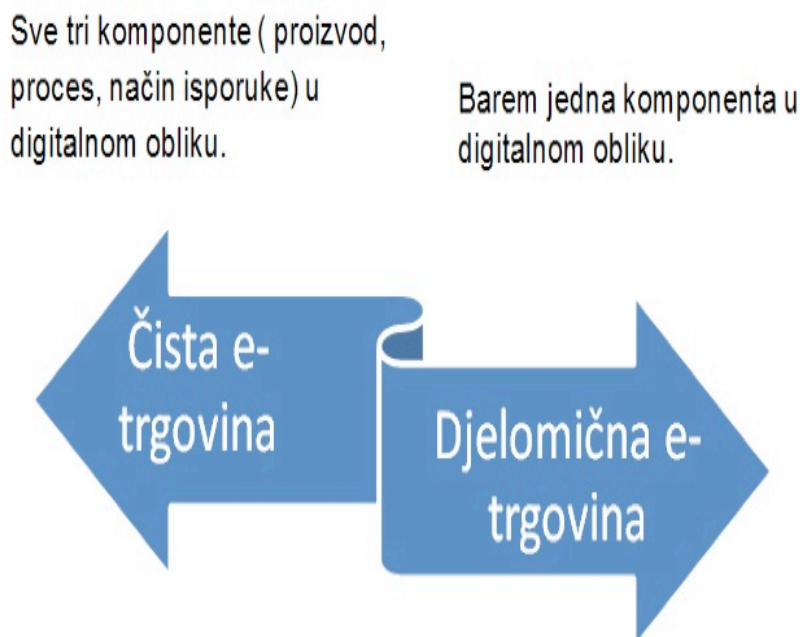 Sve tri komponente ( proizvod,
proces, način isporuke) u
digitalnom obliku.
Barem jedna komponenta u
digitalnom obliku.
Čista e-
trgovina
Djelomična e-
trgovina